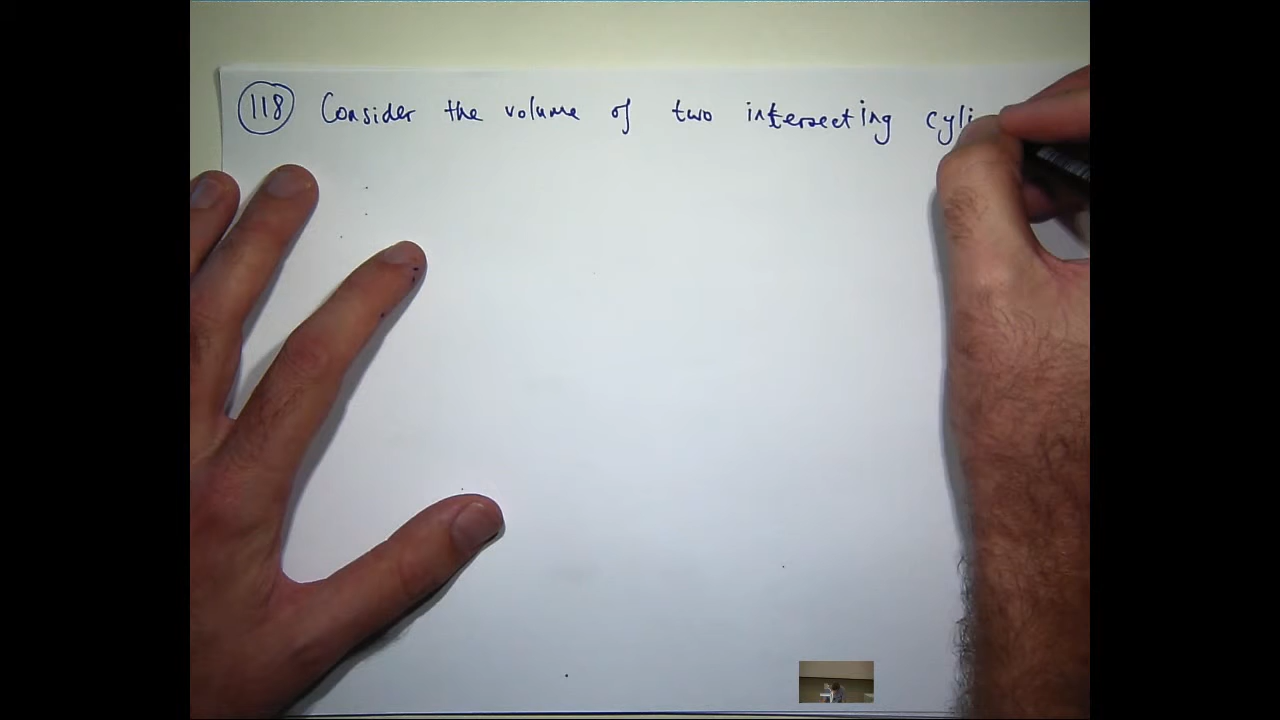 118 Consider the volume of two intersecting cyli